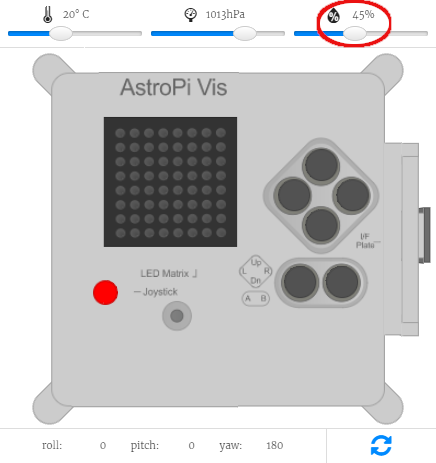 20° C 1013hPa 45%
AstroPi Vis
I/F
Plate
Up
L R
Dn
A B
LED Matrix
Joystick
roll: 0 pitch: 0 yaw: 180